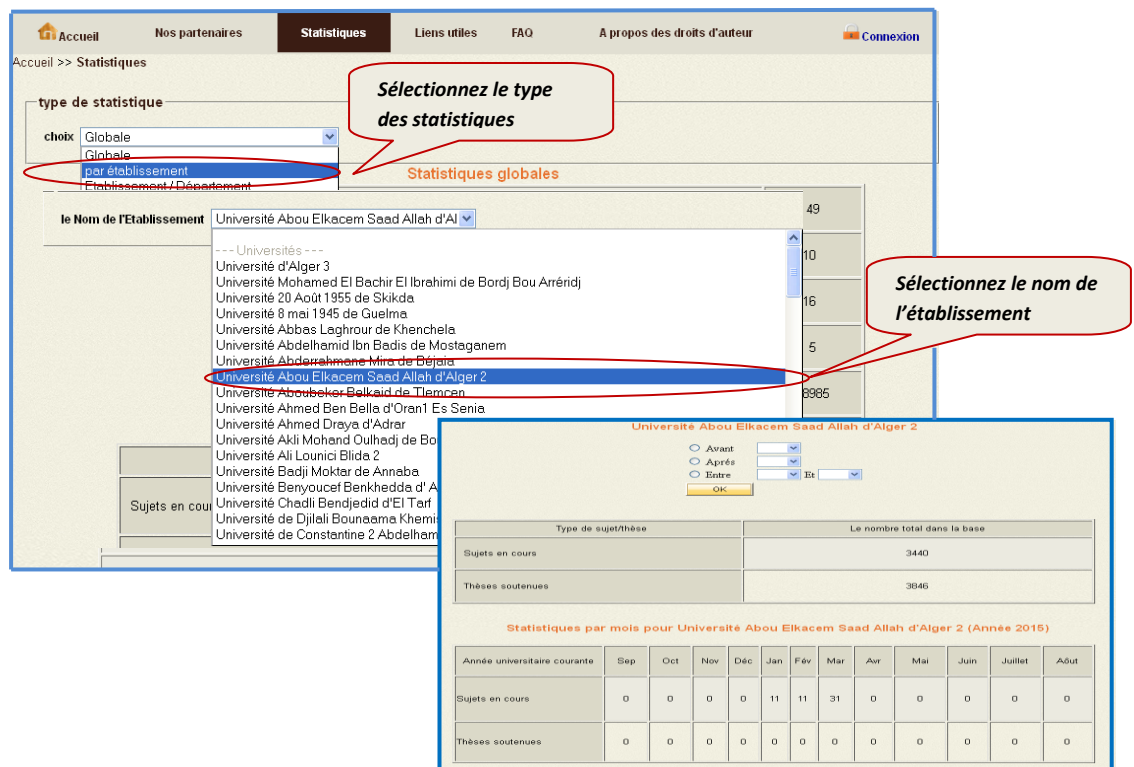 Accueil Nos partenaires Statistiques Liens utiles FAQ A propos des droits d'auteur Connexion
Accueil >> Statistiques
type de statistique
Sélectionnez le type
des statistiques
choix Globale
Globale
par établissement
Etablissement / Département
Statistiques globales
le Nom de l'Etablissement Université Abou Elkacem Saad Allah d'Al
49
--- Universités ---
10
Université d'Alger 3
Université Mohamed El Bachir El Ibrahimi de Bordj Bou Arréridj
Sélectionnez le nom de
l’établissement
Université 20 Août 1955 de Skikda
16
Université 8 mai 1945 de Guelma
Université Abbas Laghrour de Khenchela
Université Abdelhamid Ibn Badis de Mostaganem
5
Université Abderrahmane Mira de Béjaia
Université Abou Elkacem Saad Allah d'Alger 2
Université Aboubeker Belkaid de Tlemcen
8985
Université Ahmed Ben Bella d'Oran1 Es Senia
Université Ahmed Draya d'Adrar
Université Akli Mohand Oulhadj de Bo
Université Ali Lounici Blida 2
Université Badji Moktar de Annaba
Université Benyoucef Benkhedda d' A
Sujets en cour
Université Chadli Bendjedid d'El Tarf
Université de Djilali Bounaama Khemis
Université de Constantine 2 Abdelham
Université Abou Elkacem Saad Allah d'Alger 2
Avant
Aprés
Entre Et
OK
Type de sujet/thèse Le nombre total dans la base
Sujets en cours 3440
Thèses soutenues 3846
Statistiques par mois pour Université Abou Elkacem Saad Allah d'Alger 2 (Année 2015)
Année universitaire courante Sep Oct Nov Déc Jan Fév Mar Avr Mai Juin Juillet Aôut
Sujets en cours 0 0 0 0 11 11 31 0 0 0 0 0
Thèses soutenues 0 0 0 0 0 0 0 0 0 0 0 0